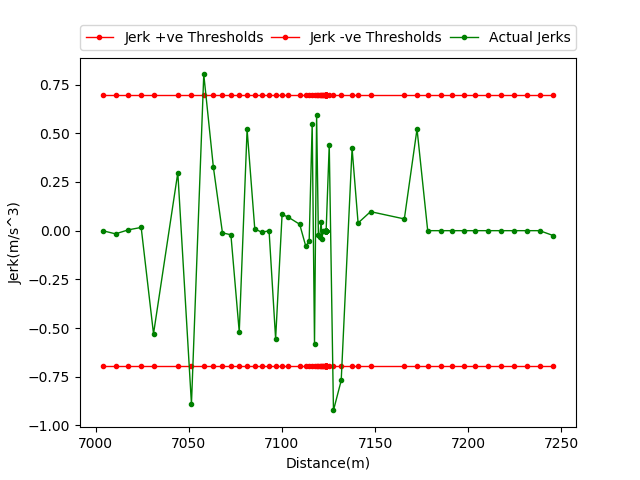 Jerk +ve Thresholds Jerk -ve Thresholds Actual Jerks
0.75
0.50
0.25
0.00
−0.25
−0.50
−0.75
−1.00
Jerk(m/s^3)
7000 7050 7100 7150 7200 7250
Distance(m)